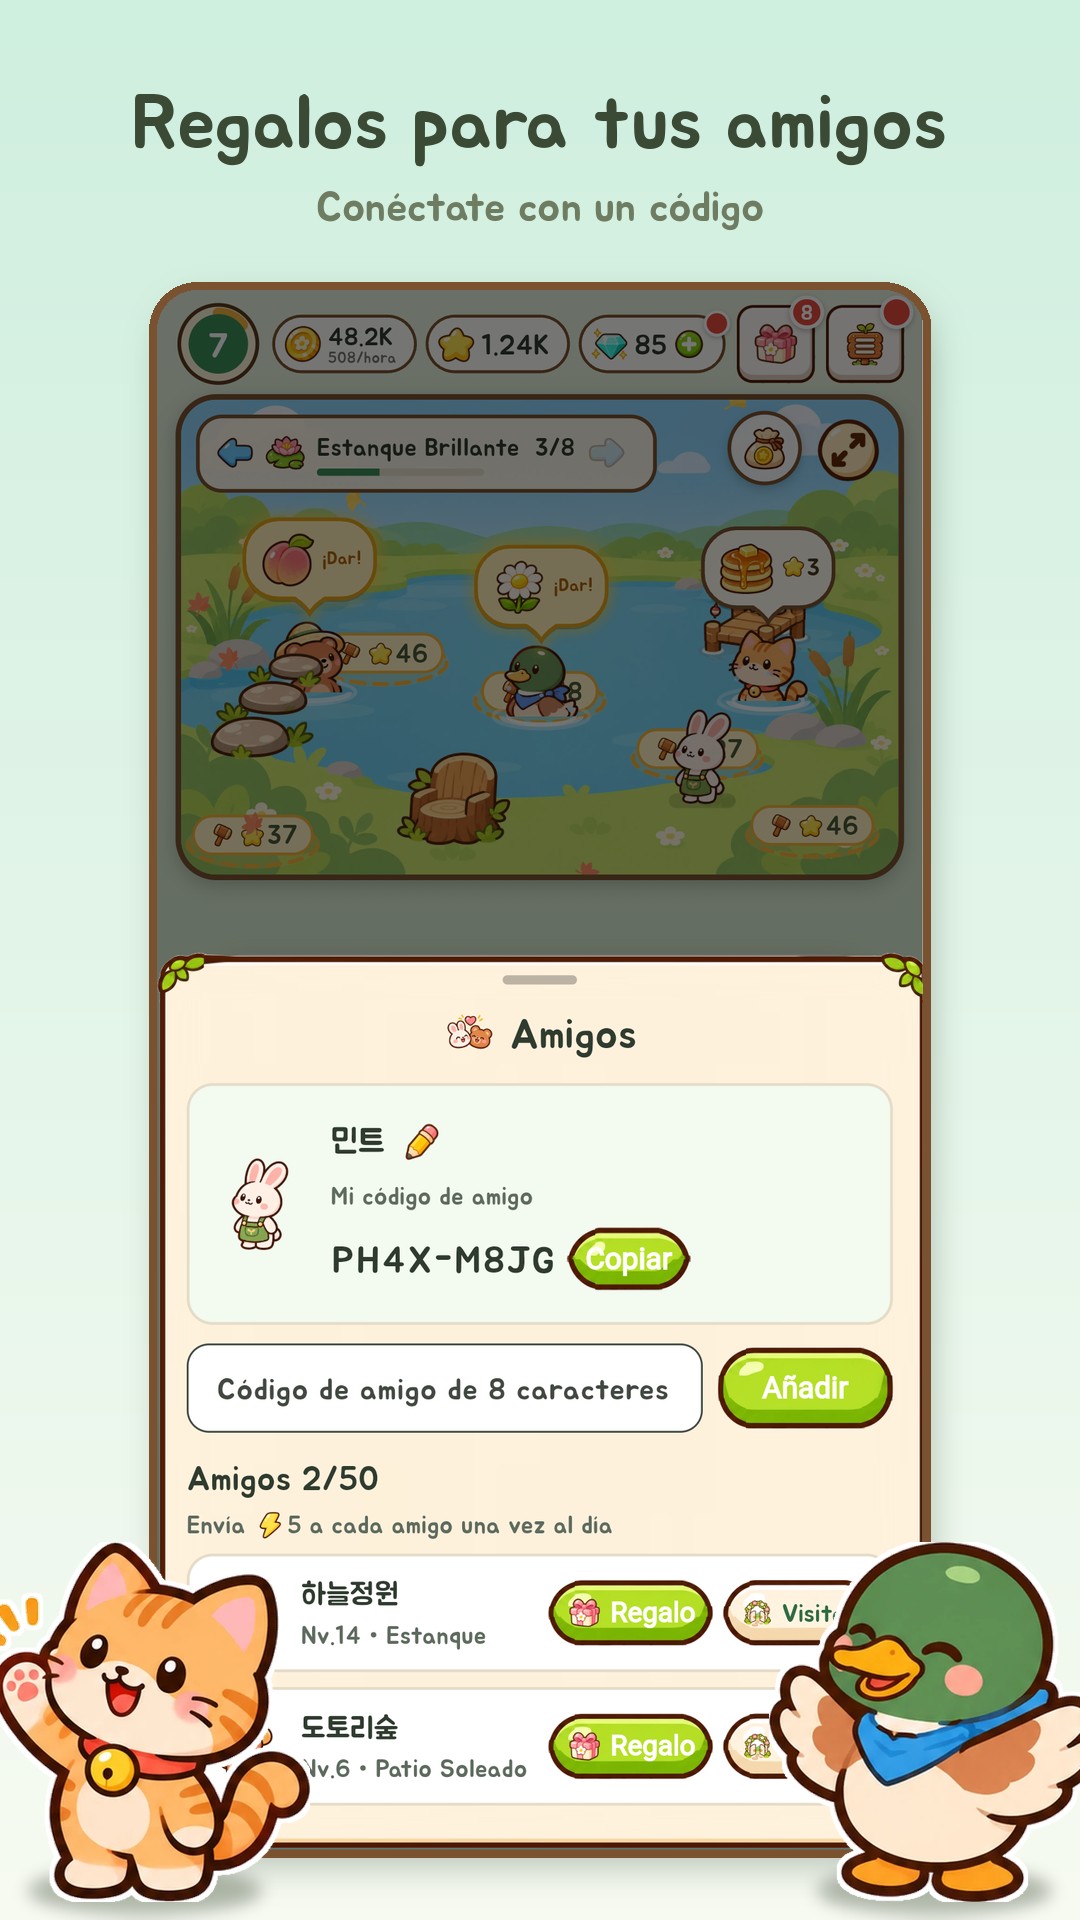 Regalos para tus amigos
Conéctate con un código
7
48.2K
508/hora
1.24K
85
8
Estanque Brillante 3/8
¡Dar!
¡Dar!
3
46
8
7
37
46
Amigos
민트
Mi código de amigo
PH4X-M8JG
Copiar
Código de amigo de 8 caracteres
Añadir
Amigos 2/50
Envía 5 a cada amigo una vez al día
하늘정원
Nv.14 • Estanque
Regalo
도토리숲
Nv.6 • Patio Soleado
Regalo